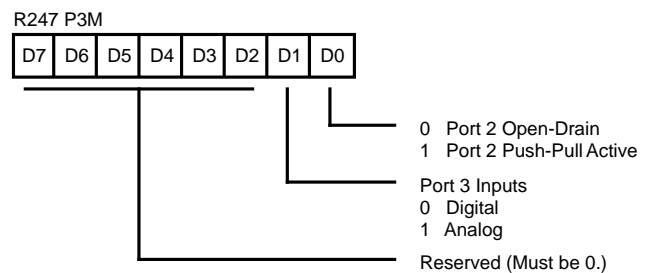 R247 P3M
D7 D6 D5 D4 D3 D2 D1 D0
0 Port 2 Open-Drain
1 Port 2 Push-Pull Active
Port 3 Inputs
0 Digital
1 Analog
Reserved (Must be 0.)